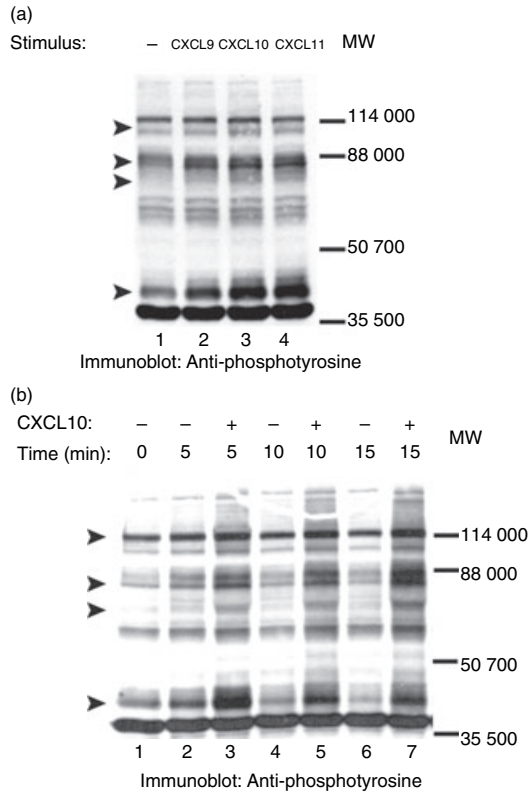 (a)
Stimulus: – CXCL9 CXCL10 CXCL11 MW
114 000
88 000
50 700
35 500
1 2 3 4
Immunoblot: Anti-phosphotyrosine
(b)
CXCL10: – – + – + – +
MW
Time (min): 0 5 5 10 10 15 15
114 000
88 000
50 700
35 500
1 2 3 4 5 6 7
Immunoblot: Anti-phosphotyrosine